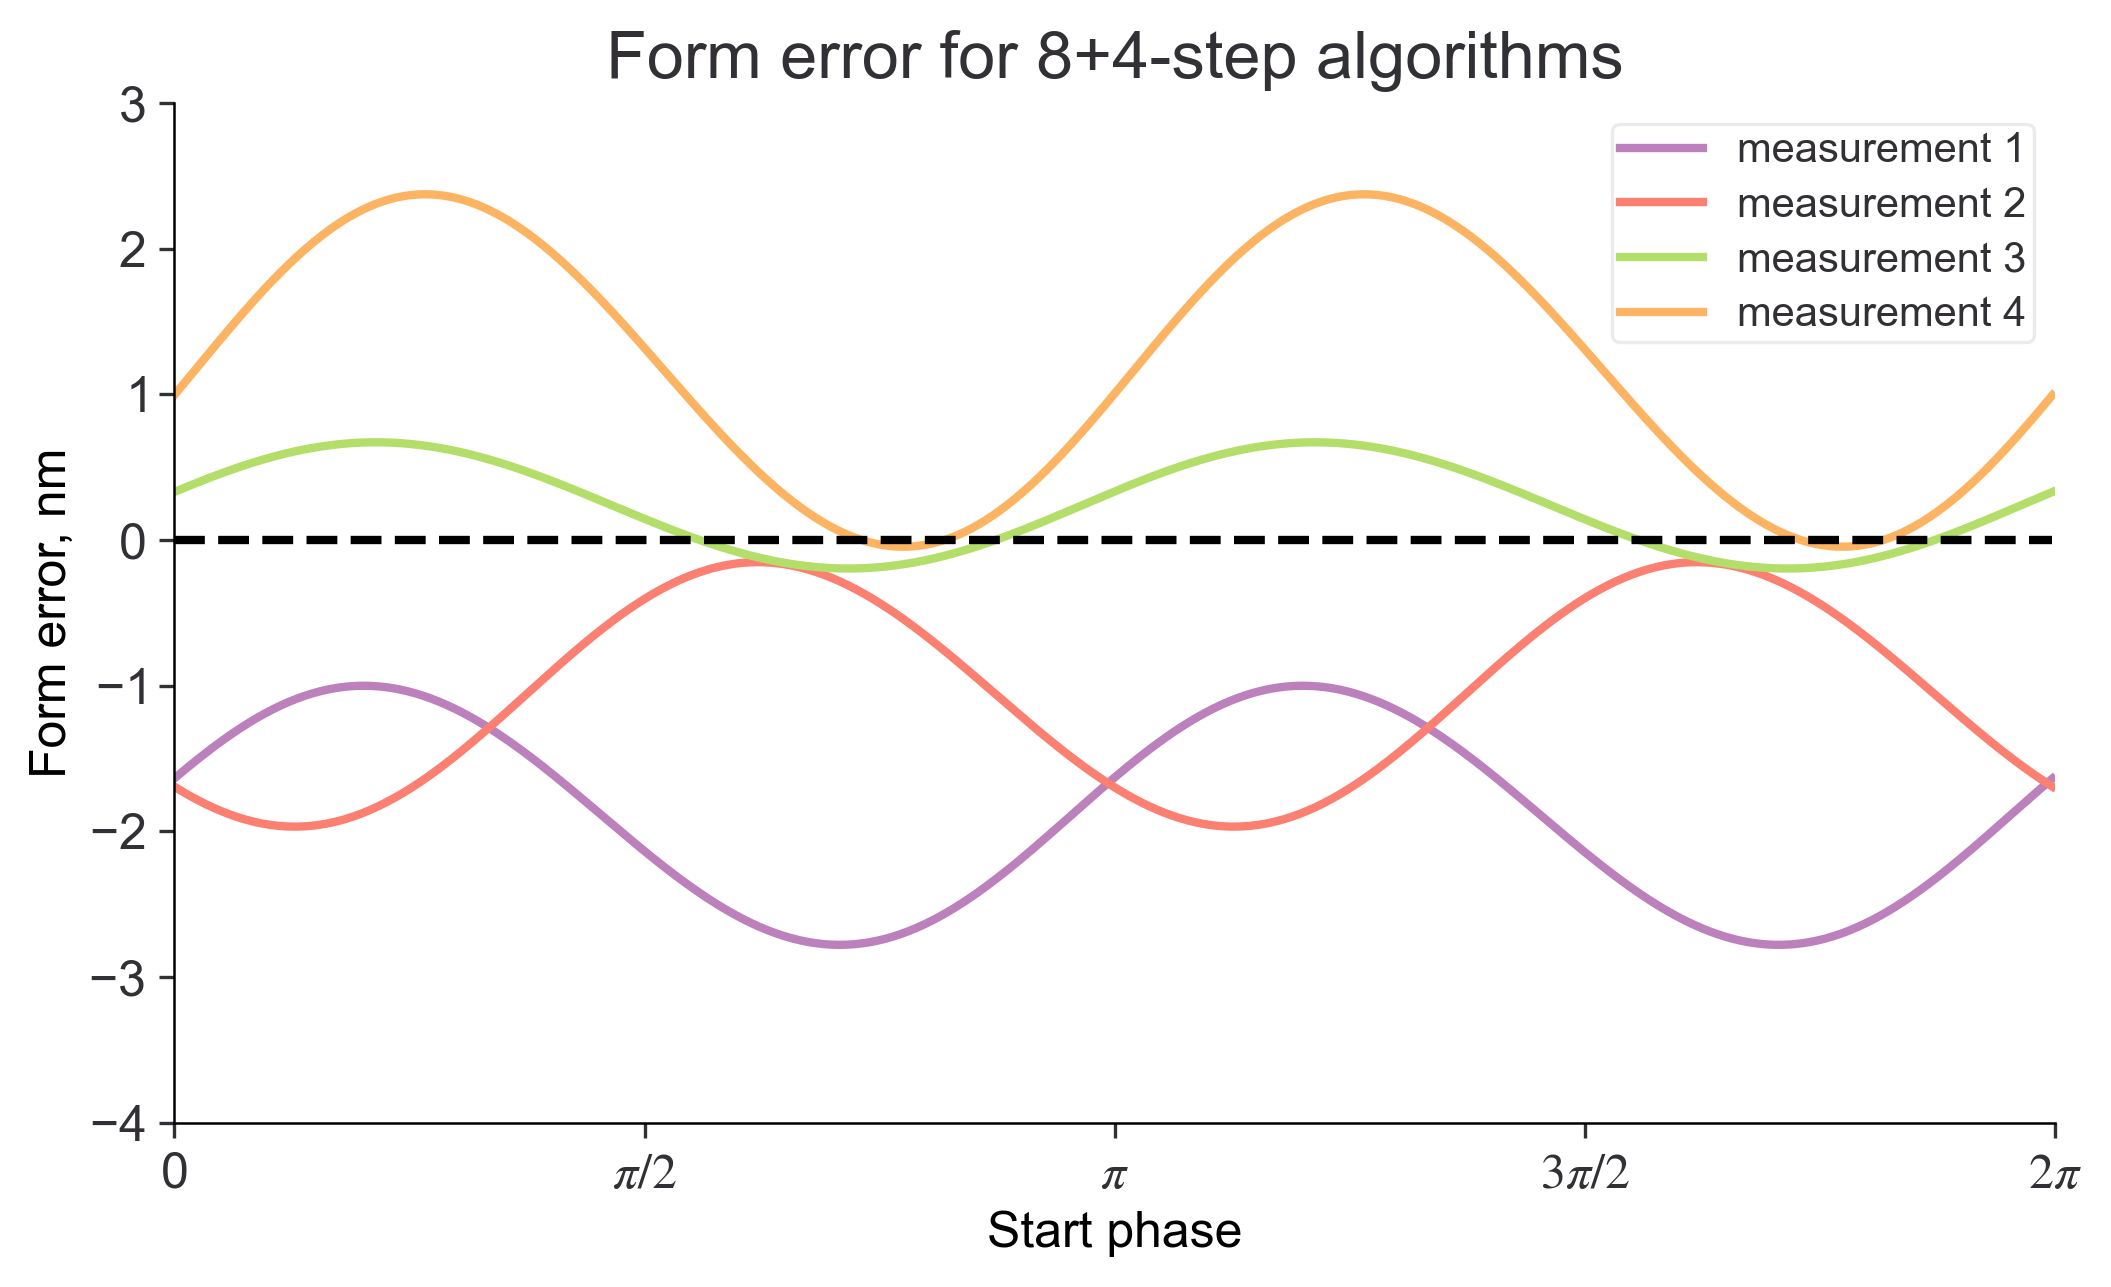 Form error for 8+4-step algorithms
3
2
1
0
−1
−2
−3
−4
Form error, nm
measurement 1
measurement 2
measurement 3
measurement 4
0 π/2 π 3π/2 2π
Start phase